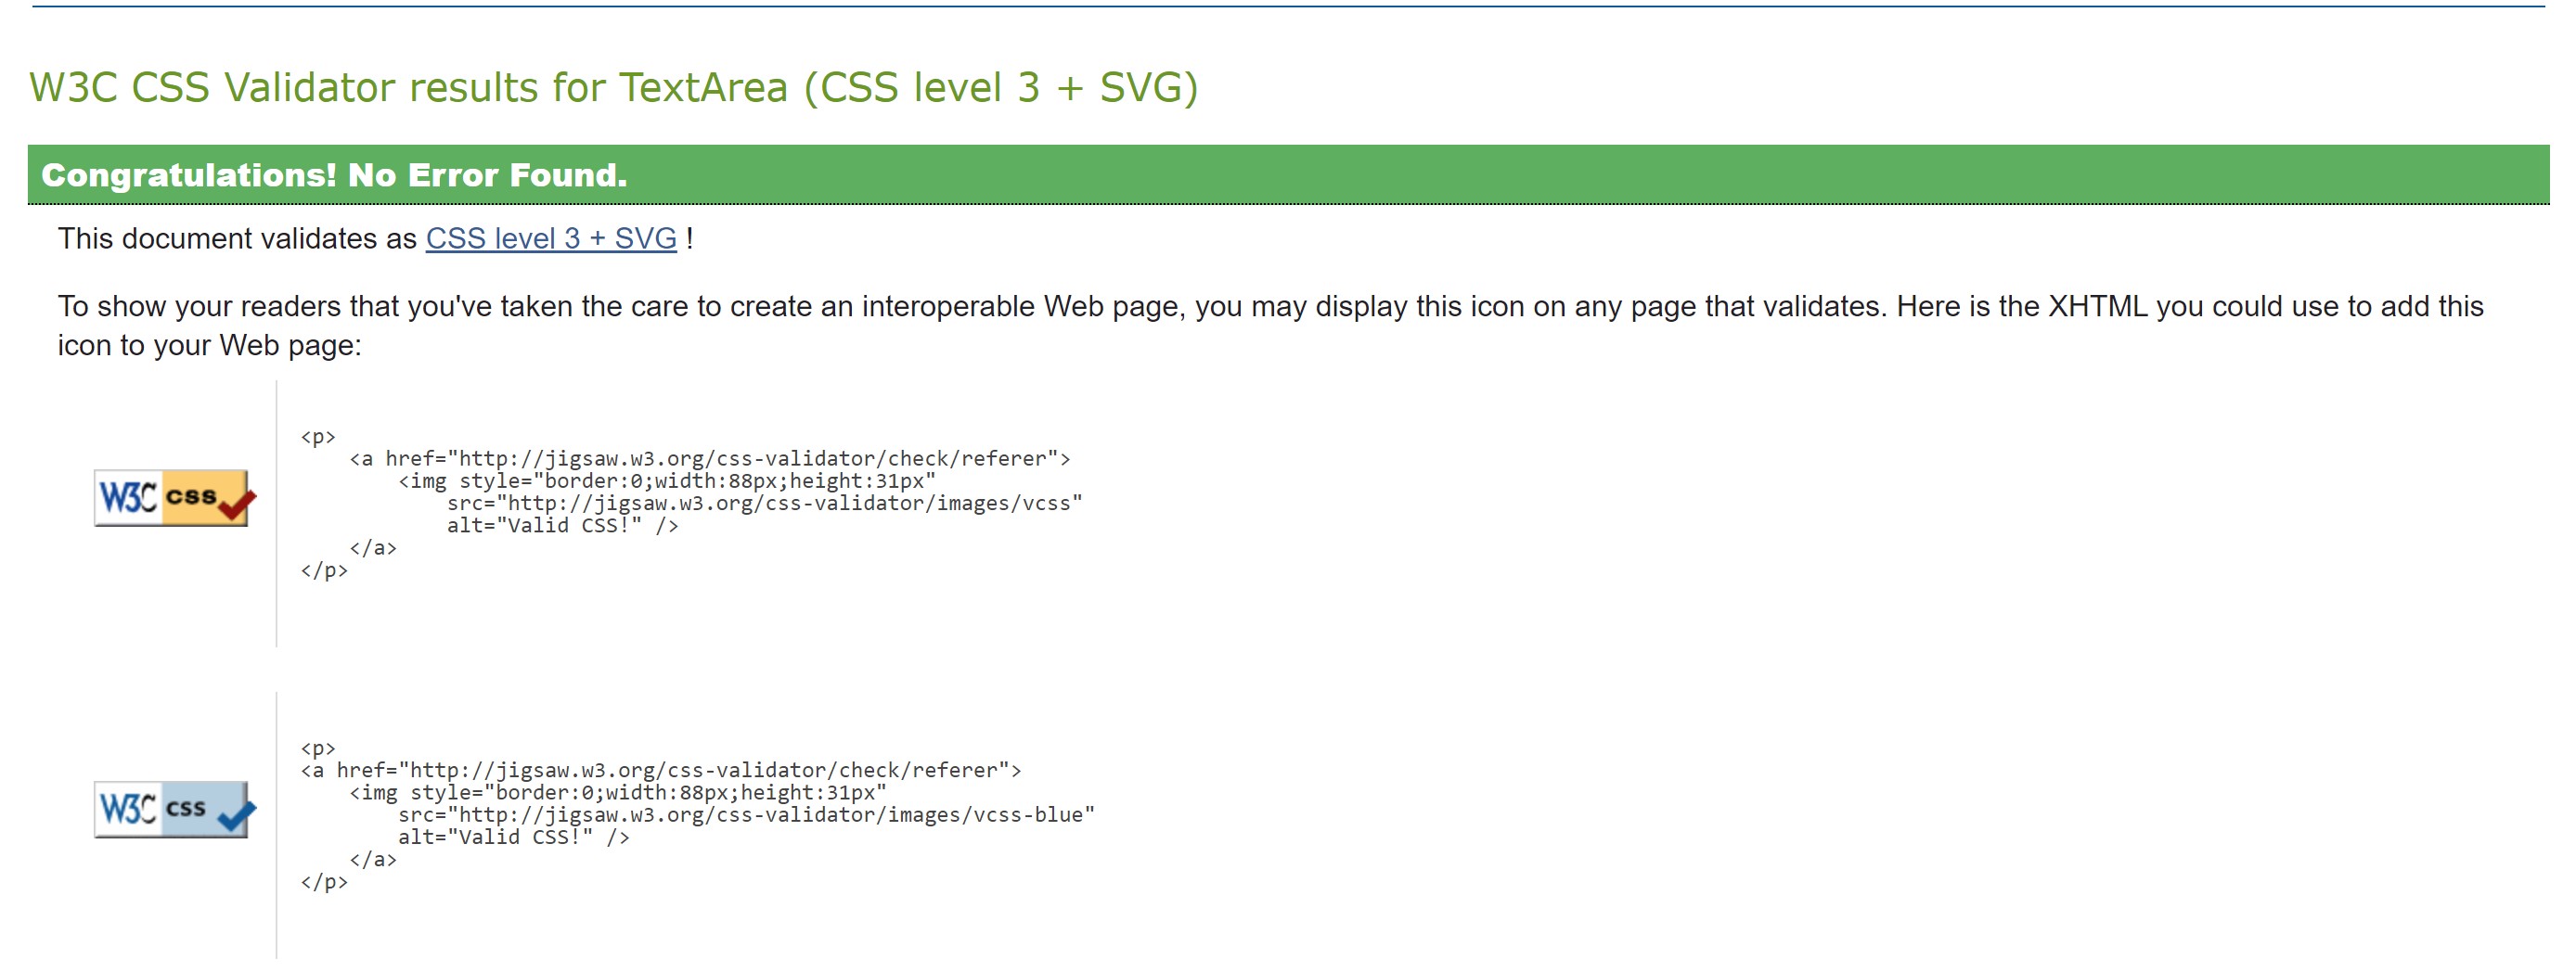 W3C CSS Validator results for TextArea (CSS level 3 + SVG)
Congratulations! No Error Found.
This document validates as CSS level 3 + SVG !
To show your readers that you've taken the care to create an interoperable Web page, you may display this icon on any page that validates. Here is the XHTML you could use to add this
icon to your Web page:
W3C css
<p>
    <a href="http://jigsaw.w3.org/css-validator/check/referer">
        <img style="border:0;width:88px;height:31px"
            src="http://jigsaw.w3.org/css-validator/images/vcss"
            alt="Valid CSS!" />
    </a>
</p>
W3C css
<p>
<a href="http://jigsaw.w3.org/css-validator/check/referer">
    <img style="border:0;width:88px;height:31px"
        src="http://jigsaw.w3.org/css-validator/images/vcss-blue"
        alt="Valid CSS!" />
    </a>
</p>